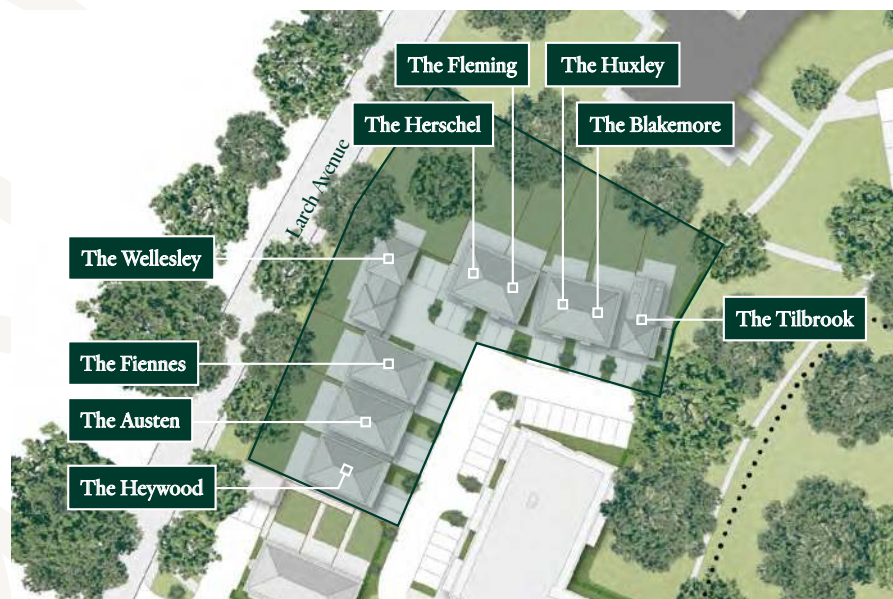 The Fleming
The Huxley
The Herschel
The Blakemore
Larch Avenue
The Wellesley
The Tilbrook
The Fiennes
The Austen
The Heywood